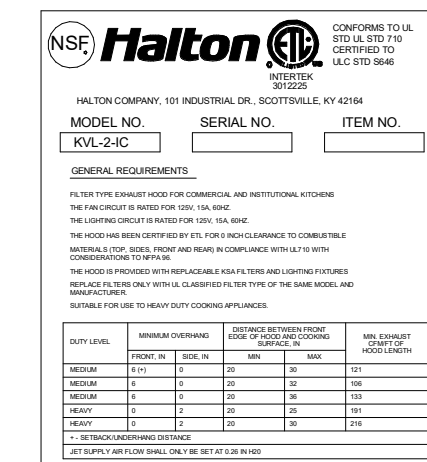 NSF
Halton
ETL
LISTED
INTERTEK
3012225
CONFORMS TO UL
STD UL STD 710
CERTIFIED TO
ULC STD S646
HALTON COMPANY, 101 INDUSTRIAL DR., SCOTTSVILLE, KY 42164
MODEL NO. SERIAL NO. ITEM NO.
KVL-2-IC
GENERAL REQUIREMENTS
FILTER TYPE EXHAUST HOOD FOR COMMERCIAL AND INSTITUTIONAL KITCHENS
THE FAN CIRCUIT IS RATED FOR 125V, 15A, 60HZ.
THE LIGHTING CIRCUIT IS RATED FOR 125V, 15A, 60HZ.
THE HOOD HAS BEEN CERTIFIED BY ETL FOR 0 INCH CLEARANCE TO COMBUSTIBLE
MATERIALS (TOP, SIDES, FRONT AND REAR) IN COMPLIANCE WITH UL710 WITH
CONSIDERATIONS TO NFPA 96.
THE HOOD IS PROVIDED WITH REPLACEABLE KSA FILTERS AND LIGHTING FIXTURES
REPLACE FILTERS ONLY WITH UL CLASSIFIED FILTER TYPE OF THE SAME MODEL AND
MANUFACTURER.
SUITABLE FOR USE TO HEAVY DUTY COOKING APPLIANCES.
DUTY LEVEL MINIMUM OVERHANG DISTANCE BETWEEN FRONT EDGE OF HOOD AND COOKING SURFACE, IN MIN. EXHAUST CFM/FT OF HOOD LENGTH
FRONT, IN SIDE, IN MIN MAX
MEDIUM 6 (+) 0 20 30 121
MEDIUM 6 0 20 32 106
MEDIUM 6 0 20 36 133
HEAVY 0 2 20 25 191
HEAVY 0 2 20 30 216
+ - SETBACK/UNDERHANG DISTANCE
JET SUPPLY AIR FLOW SHALL ONLY BE SET AT 0.26 IN H20